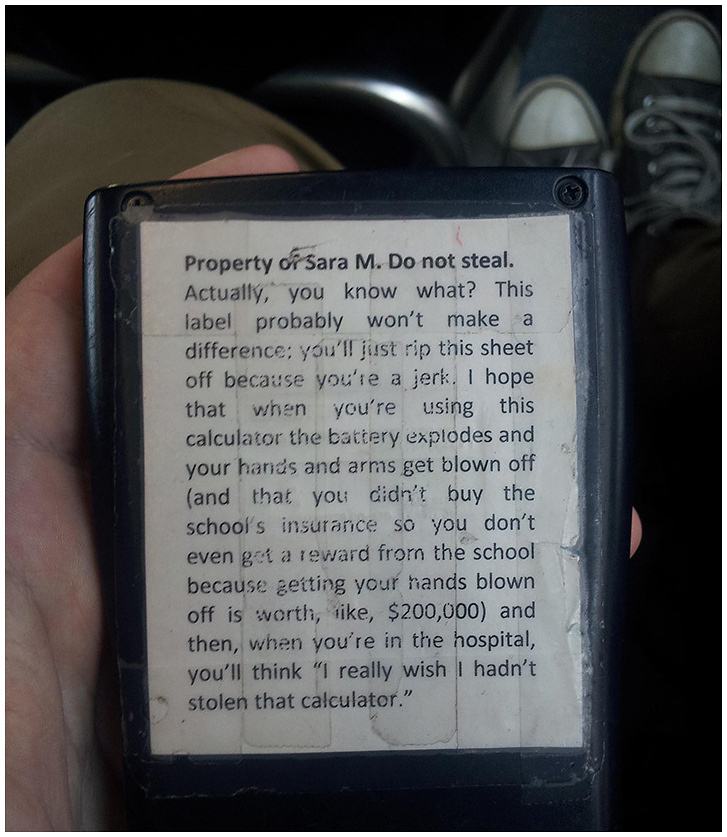 Property of Sara M. Do not steal.
Actually, you know what? This
label probably won't make a
difference; you'll just rip this sheet
off because you're a jerk. I hope
that when you're using this
calculator the battery explodes and
your hands and arms get blown off
(and that you didn't buy the
school's insurance so you don't
even get a reward from the school
because getting your hands blown
off is worth, like, $200,000) and
then, when you're in the hospital,
you'll think "I really wish I hadn't
stolen that calculator."